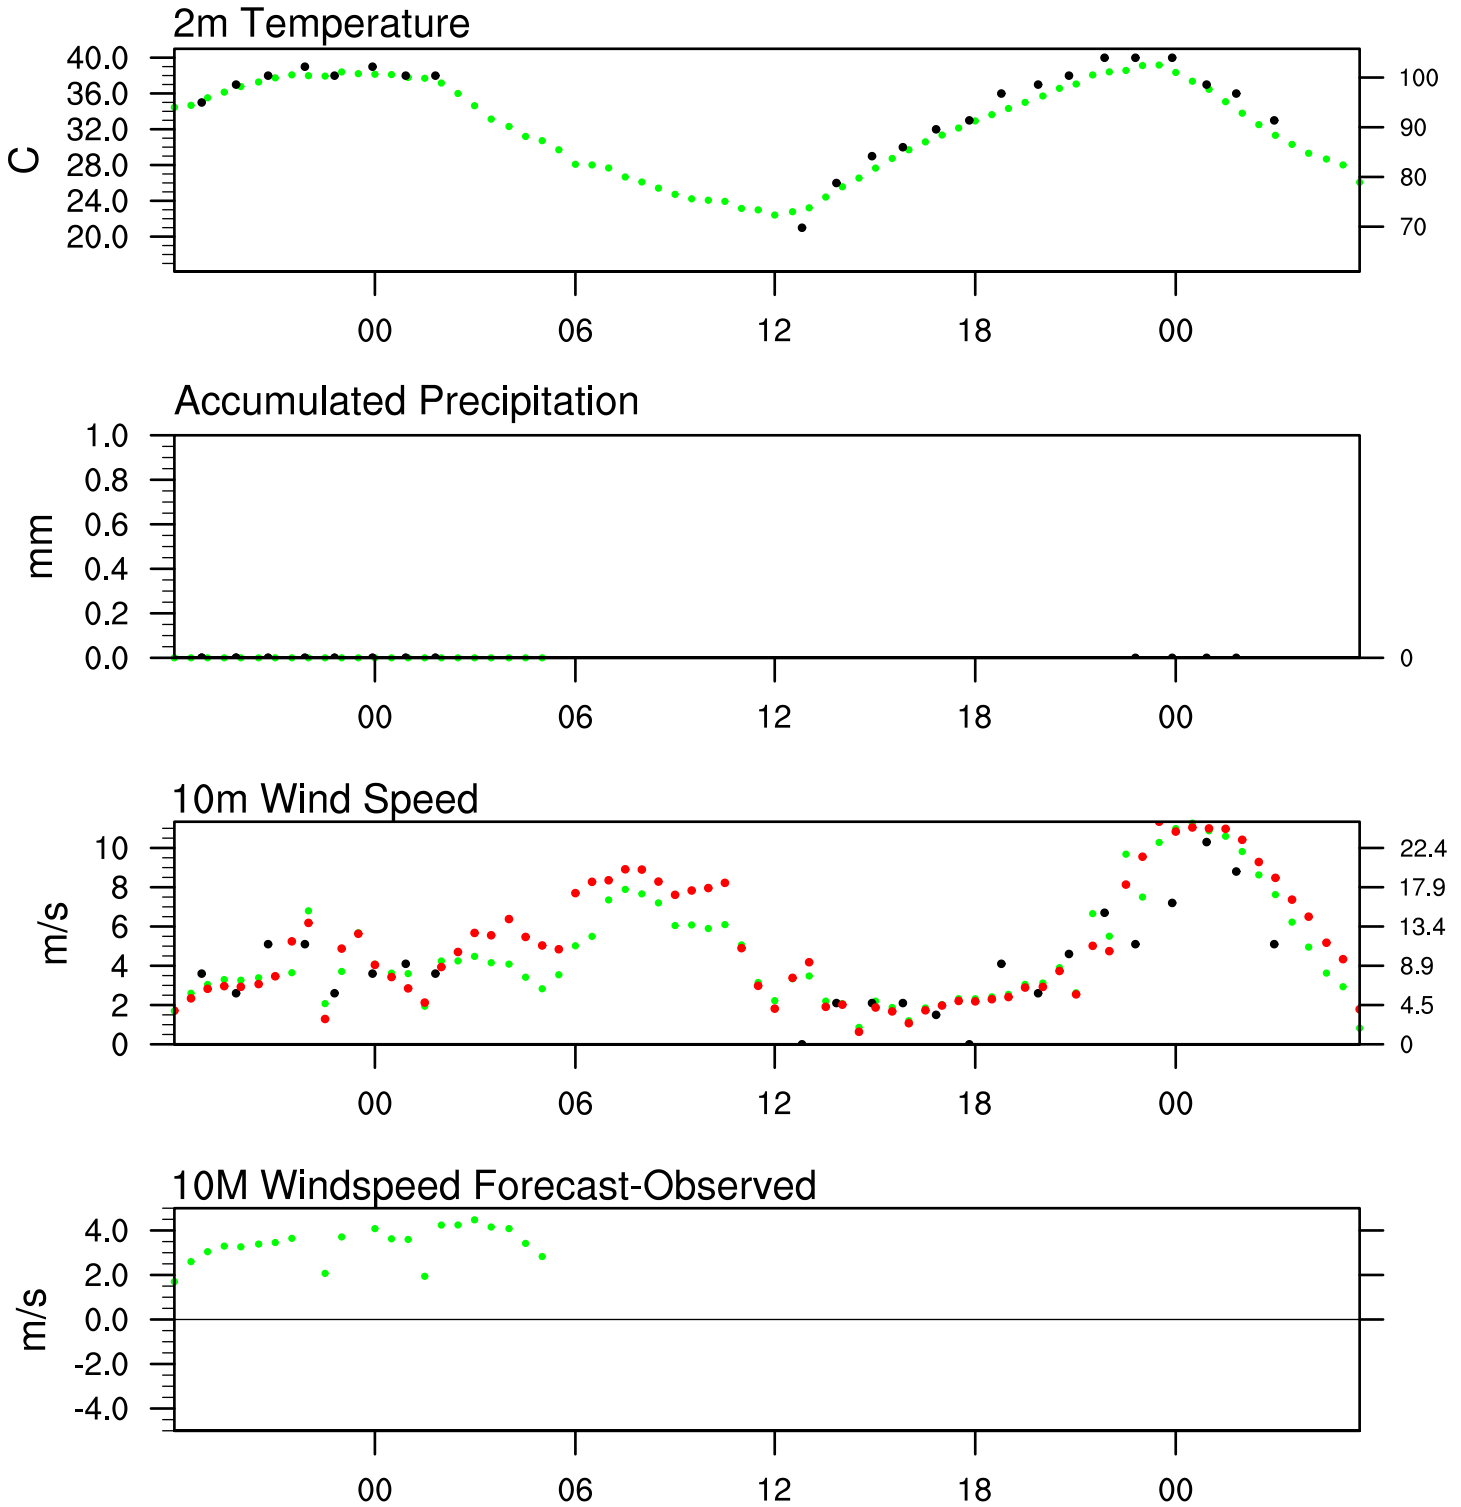 2m Temperature
40.0
36.0
32.0
28.0
24.0
20.0
C
100
90
80
70
00 06 12 18 00
Accumulated Precipitation
1.0
0.8
0.6
0.4
0.2
0.0
mm
0
00 06 12 18 00
10m Wind Speed
10
8
6
4
2
0
m/s
22.4
17.9
13.4
8.9
4.5
0
00 06 12 18 00
10M Windspeed Forecast-Observed
4.0
2.0
0.0
-2.0
-4.0
m/s
00 06 12 18 00